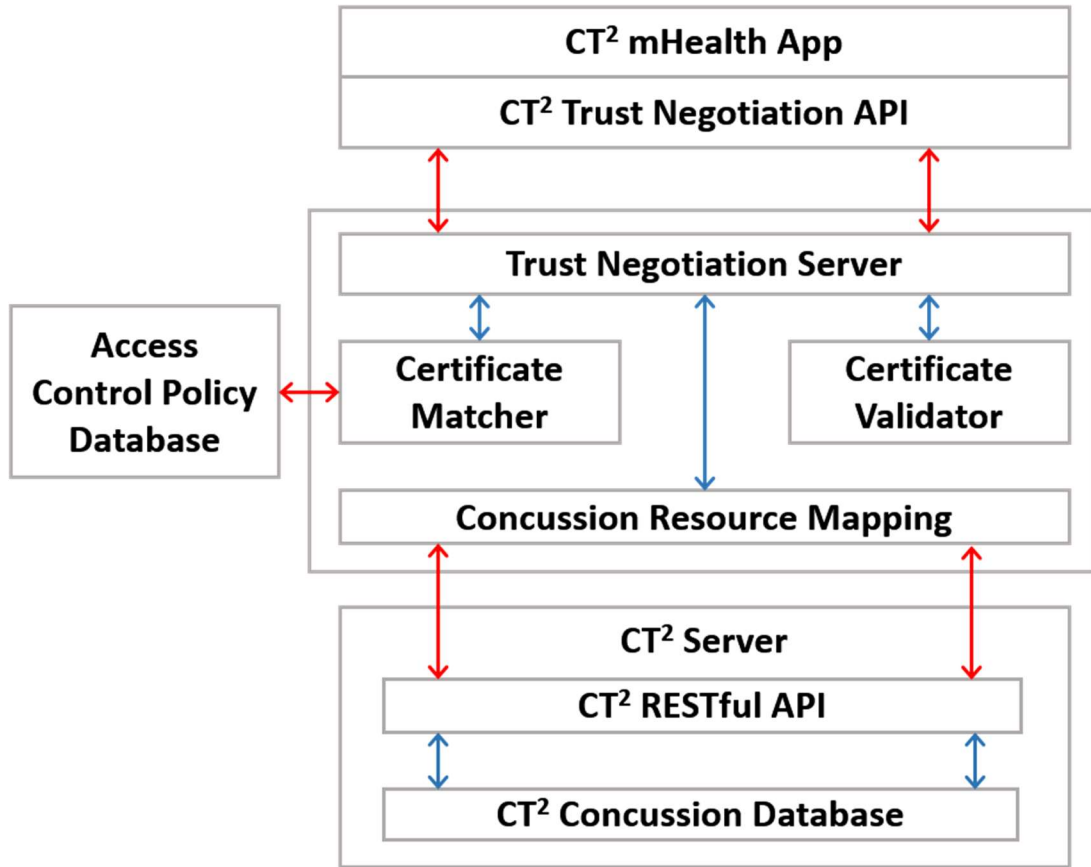 CT² mHealth App
CT² Trust Negotiation API
Trust Negotiation Server
Access
Control Policy
Database
Certificate
Matcher
Certificate
Validator
Concussion Resource Mapping
CT² Server
CT² RESTful API
CT² Concussion Database